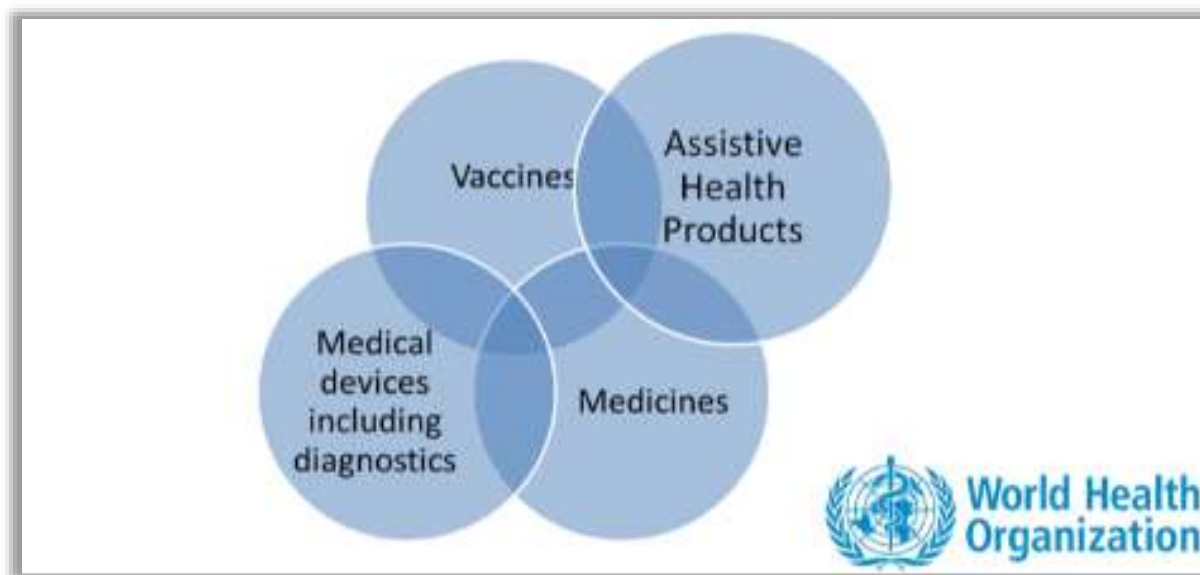 Vaccines
Assistive
Health
Products
Medical
devices
including
diagnostics
Medicines
World Health
Organization